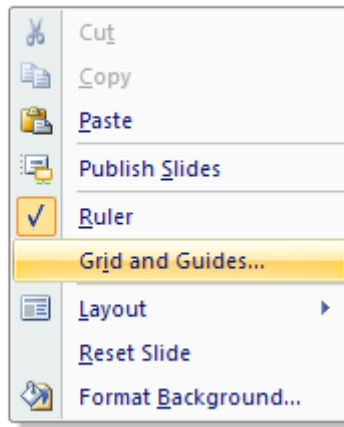 Cut
Copy
Paste
Publish Slides
Ruler
Grid and Guides...
Layout
Reset Slide
Format Background...